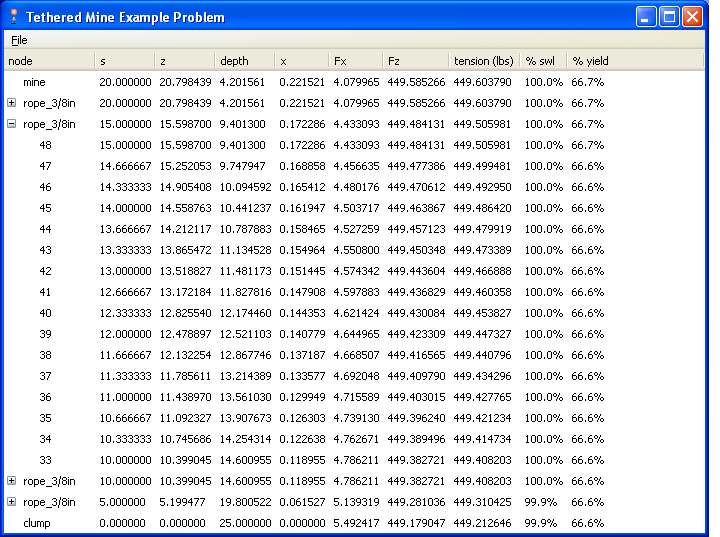 Tethered Mine Example Problem
File
node s z depth x Fx Fz tension (lbs) % swl % yield
mine 20.000000 20.798439 4.201561 0.221521 4.079965 449.585266 449.603790 100.0% 66.7%
rope_3/8in 20.000000 20.798439 4.201561 0.221521 4.079965 449.585266 449.603790 100.0% 66.7%
rope_3/8in 15.000000 15.598700 9.401300 0.172286 4.433093 449.484131 449.505981 100.0% 66.7%
48 15.000000 15.598700 9.401300 0.172286 4.433093 449.484131 449.505981 100.0% 66.7%
47 14.666667 15.252053 9.747947 0.168858 4.456635 449.477386 449.499481 100.0% 66.6%
46 14.333333 14.905408 10.094592 0.165412 4.480176 449.470612 449.492950 100.0% 66.6%
45 14.000000 14.558763 10.441237 0.161947 4.503717 449.463867 449.486420 100.0% 66.6%
44 13.666667 14.212117 10.787883 0.158465 4.527259 449.457123 449.479919 100.0% 66.6%
43 13.333333 13.865472 11.134528 0.154964 4.550800 449.450348 449.473389 100.0% 66.6%
42 13.000000 13.518827 11.481173 0.151445 4.574342 449.443604 449.466888 100.0% 66.6%
41 12.666667 13.172184 11.827816 0.147908 4.597883 449.436829 449.460358 100.0% 66.6%
40 12.333333 12.825540 12.174460 0.144353 4.621424 449.430084 449.453827 100.0% 66.6%
39 12.000000 12.478897 12.521103 0.140779 4.644965 449.423309 449.447327 100.0% 66.6%
38 11.666667 12.132254 12.867746 0.137187 4.668507 449.416565 449.440796 100.0% 66.6%
37 11.333333 11.785611 13.214389 0.133577 4.692048 449.409790 449.434296 100.0% 66.6%
36 11.000000 11.438970 13.561030 0.129949 4.715589 449.403015 449.427765 100.0% 66.6%
35 10.666667 11.092327 13.907673 0.126303 4.739130 449.396240 449.421234 100.0% 66.6%
34 10.333333 10.745686 14.254314 0.122638 4.762671 449.389496 449.414734 100.0% 66.6%
33 10.000000 10.399045 14.600955 0.118955 4.786211 449.382721 449.408203 100.0% 66.6%
rope_3/8in 10.000000 10.399045 14.600955 0.118955 4.786211 449.382721 449.408203 100.0% 66.6%
rope_3/8in 5.000000 5.199477 19.800522 0.061527 5.139319 449.281036 449.310425 99.9% 66.6%
clump 0.000000 0.000000 25.000000 0.000000 5.492417 449.179047 449.212646 99.9% 66.6%